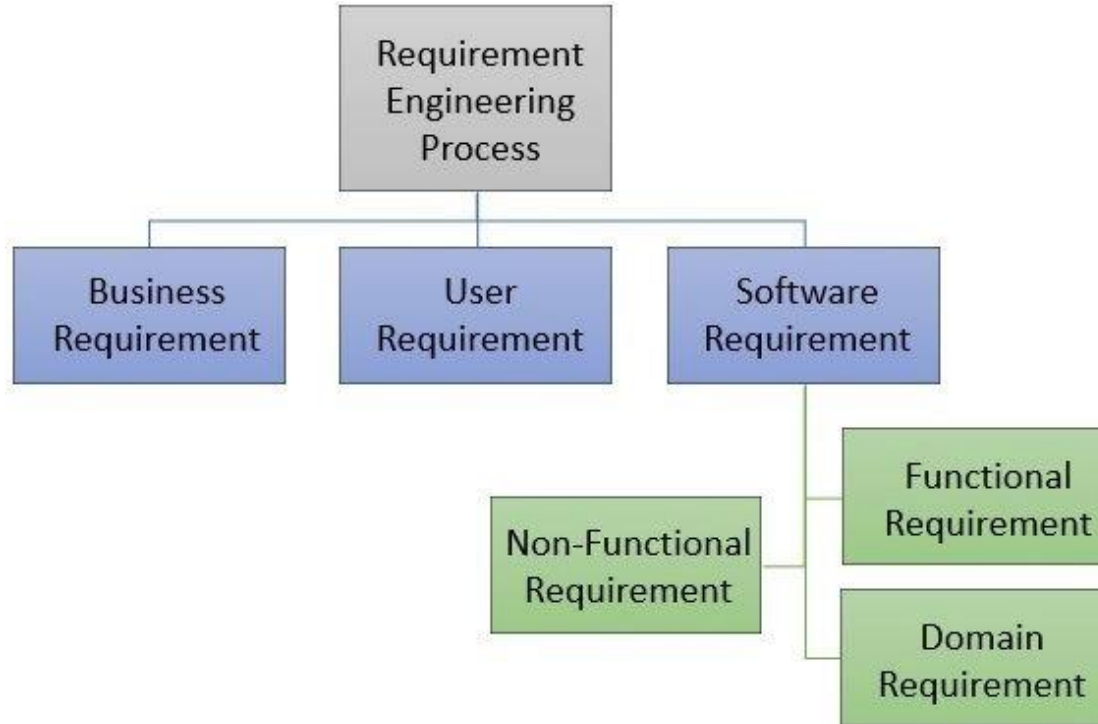 Requirement
Engineering
Process
Business
Requirement
User
Requirement
Software
Requirement
Functional
Requirement
Non-Functional
Requirement
Domain
Requirement